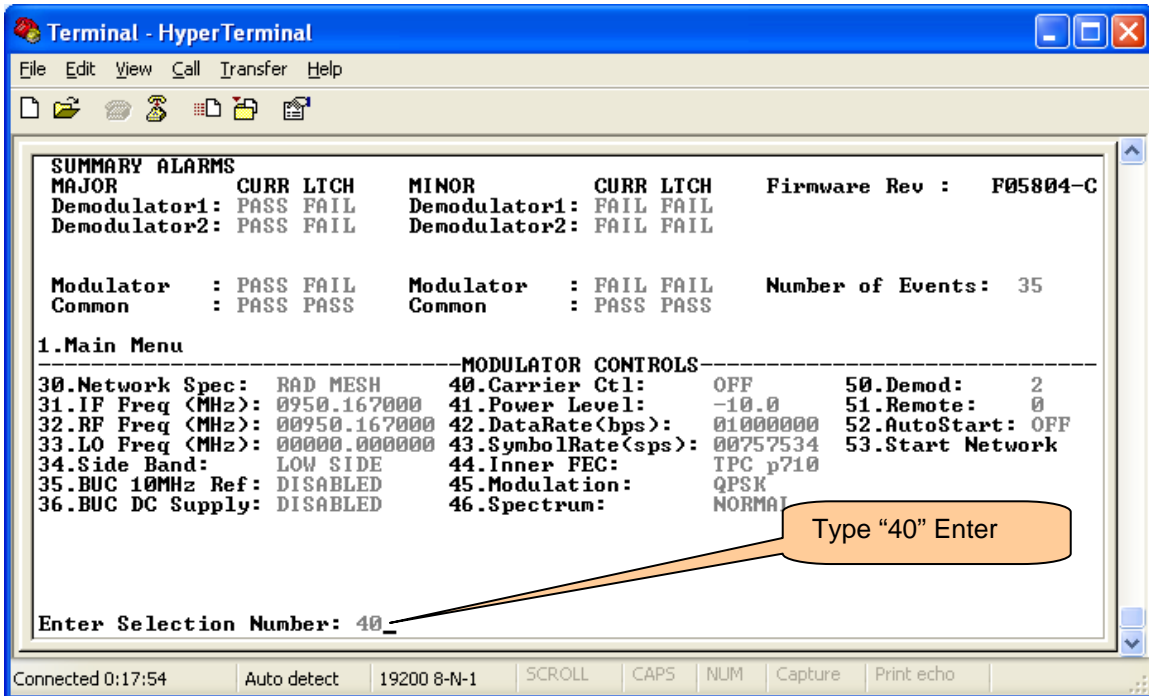 Terminal - HyperTerminal
File Edit View Call Transfer Help
SUMMARY ALARMS
MAJOR CURR LTCH MINOR CURR LTCH Firmware Rev : F05804-C
Demodulator1: PASS FAIL Demodulator1: FAIL FAIL
Demodulator2: PASS FAIL Demodulator2: FAIL FAIL
Modulator : PASS FAIL Modulator : FAIL FAIL Number of Events: 35
Common : PASS PASS Common : PASS PASS
1.Main Menu
--------------------------------MODULATOR CONTROLS------------------------------
30.Network Spec: RAD MESH 40.Carrier Ctl: OFF 50.Demod: 2
31.IF Freq (MHz): 0950.167000 41.Power Level: -10.0 51.Remote: 0
32.RF Freq (MHz): 00950.167000 42.DataRate(bps): 01000000 52.AutoStart: OFF
33.LO Freq (MHz): 00000.000000 43.SymbolRate(sps): 00757534 53.Start Network
34.Side Band: LOW SIDE 44.Inner FEC: TPC p710
35.BUC 10MHz Ref: DISABLED 45.Modulation: QPSK
36.BUC DC Supply: DISABLED 46.Spectrum: NORMAL
Type “40” Enter
Enter Selection Number: 40_
Connected 0:17:54 Auto detect 19200 8-N-1 SCROLL CAPS NUM Capture Print echo